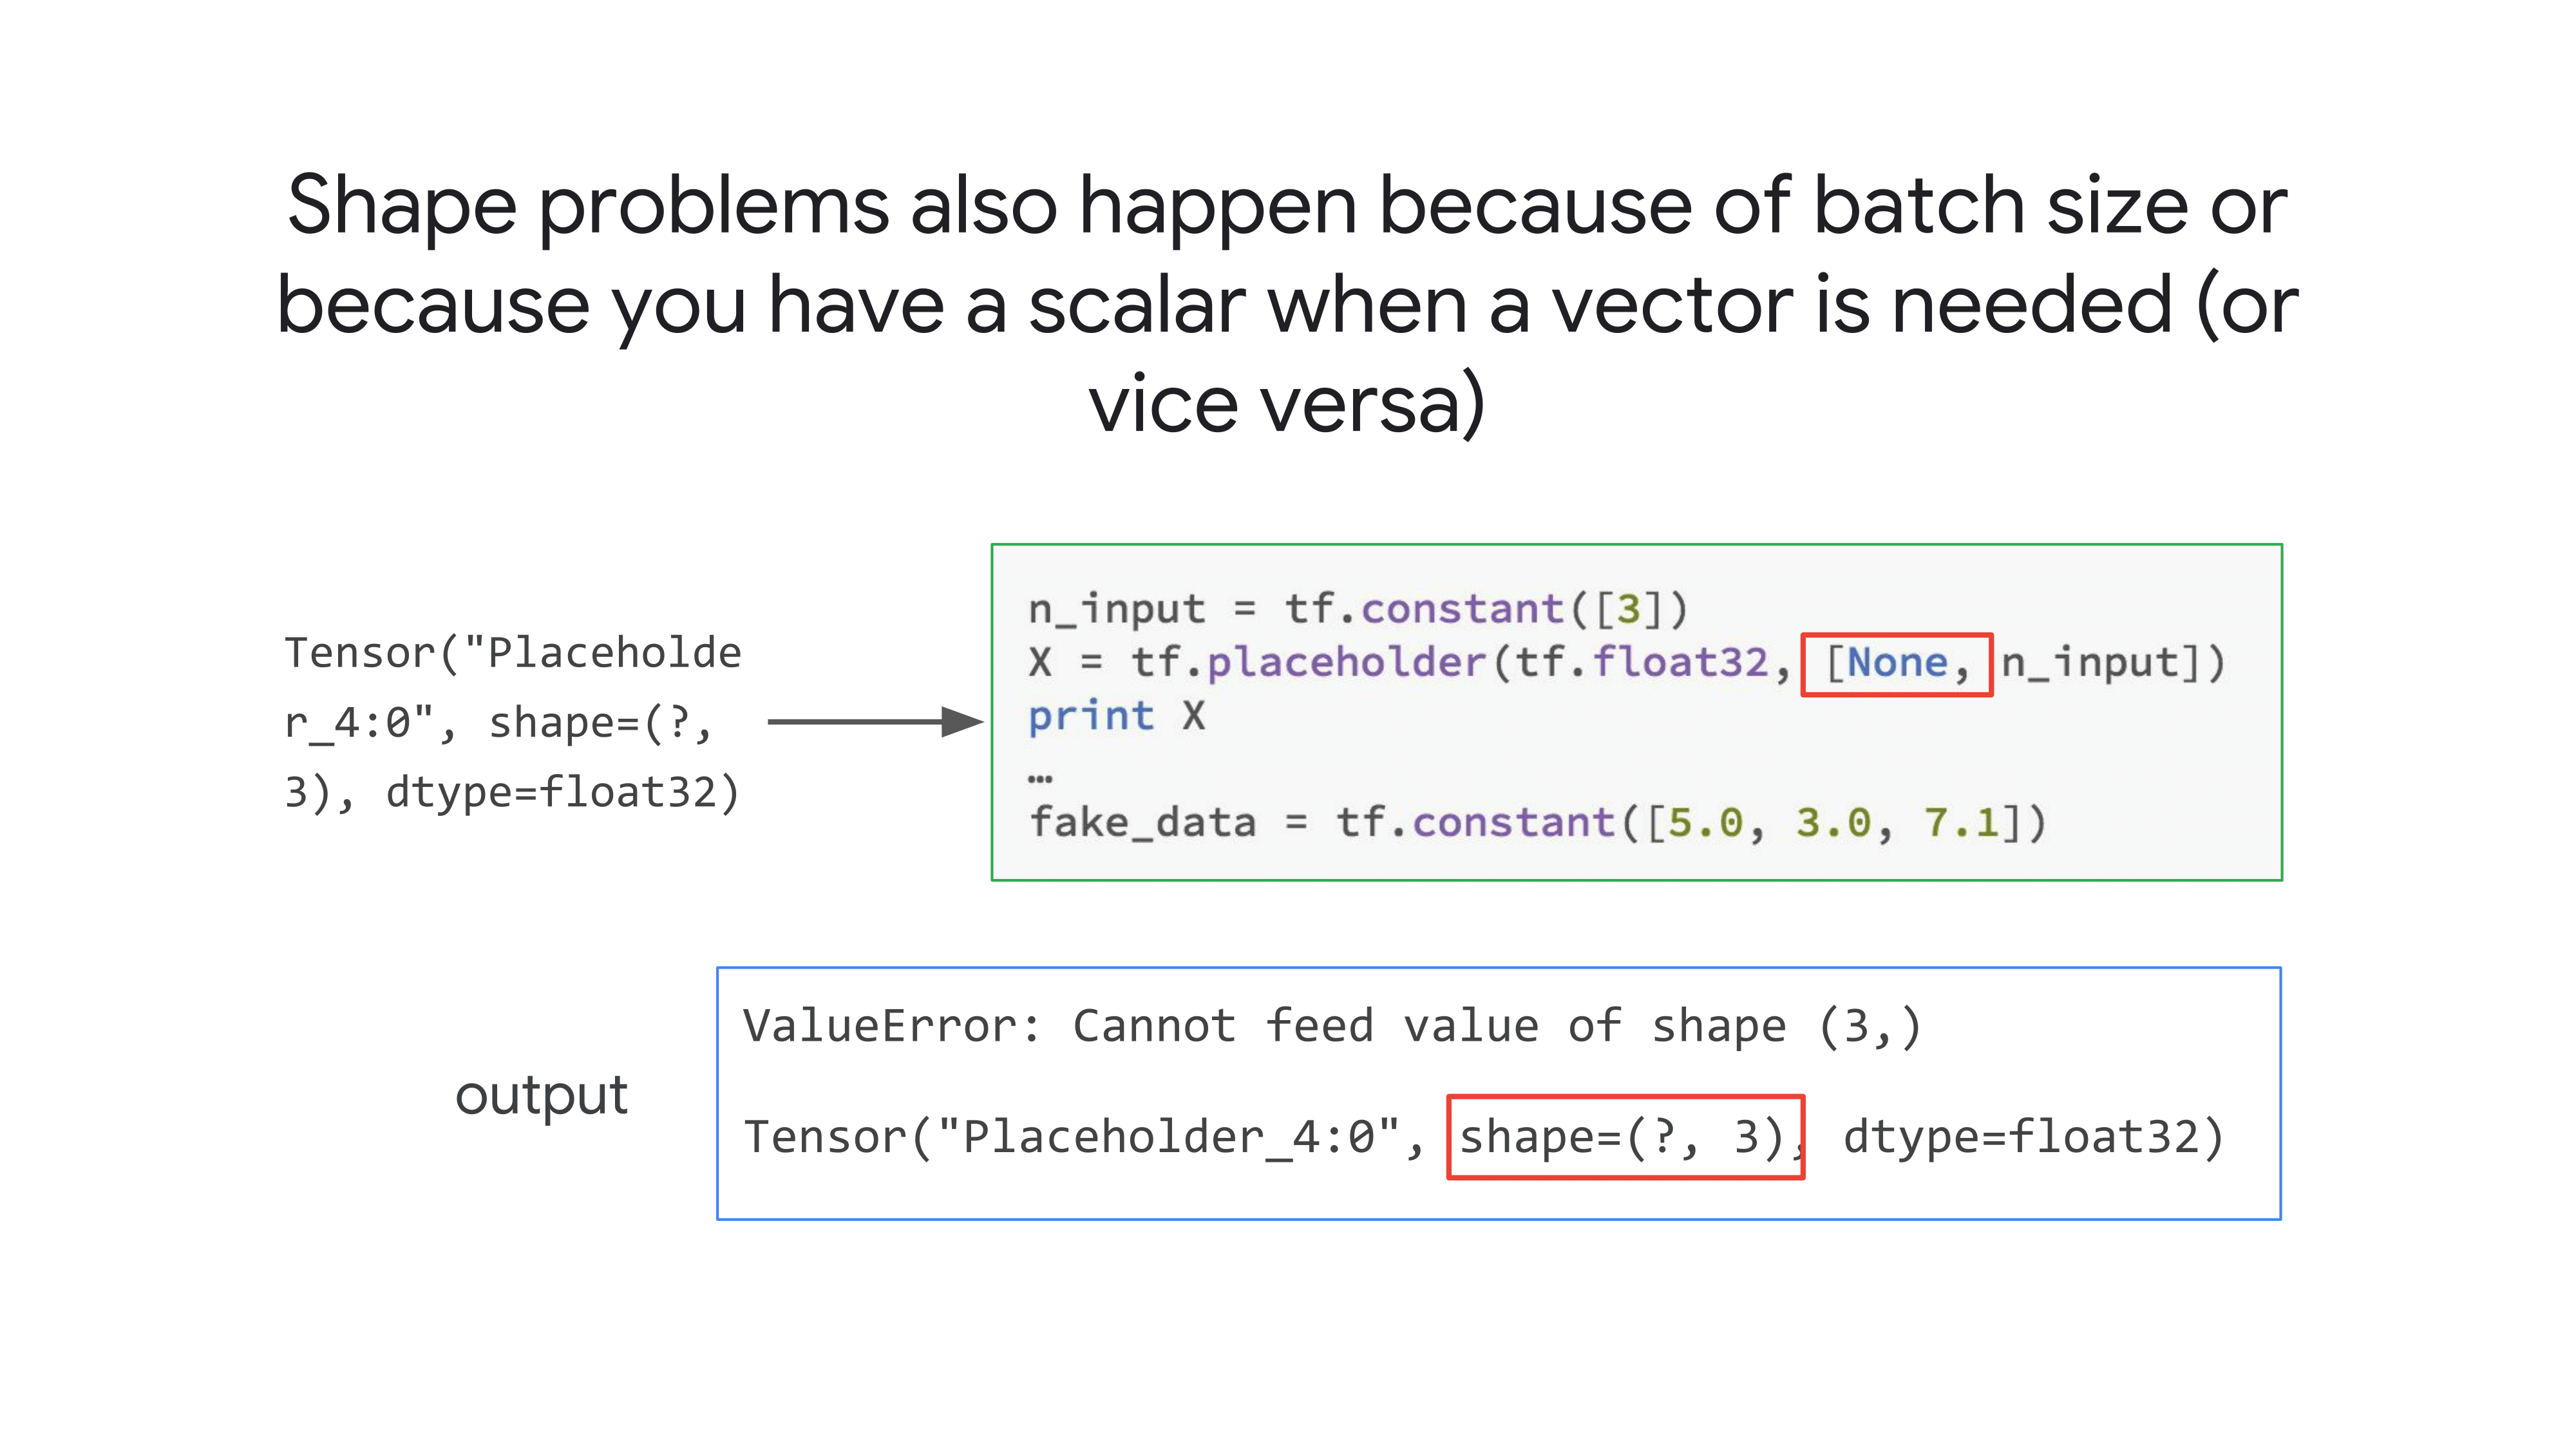 Shape problems also happen because of batch size or
because you have a scalar when a vector is needed (or
vice versa)
Tensor("Placeholde
r_4:0", shape=(?,
3), dtype=float32)
n_input = tf.constant([3])
X = tf.placeholder(tf.float32, [None, n_input])
print X
…
fake_data = tf.constant([5.0, 3.0, 7.1])
output
ValueError: Cannot feed value of shape (3,)
Tensor("Placeholder_4:0", shape=(?, 3), dtype=float32)